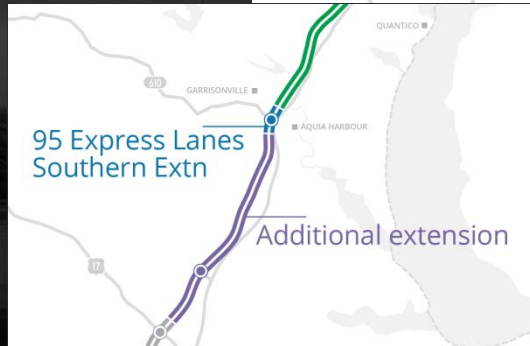 QUANTICO
GARRISONVILLE
610
AQUIA HARBOUR
95 Express Lanes
Southern Extn
Additional extension
17